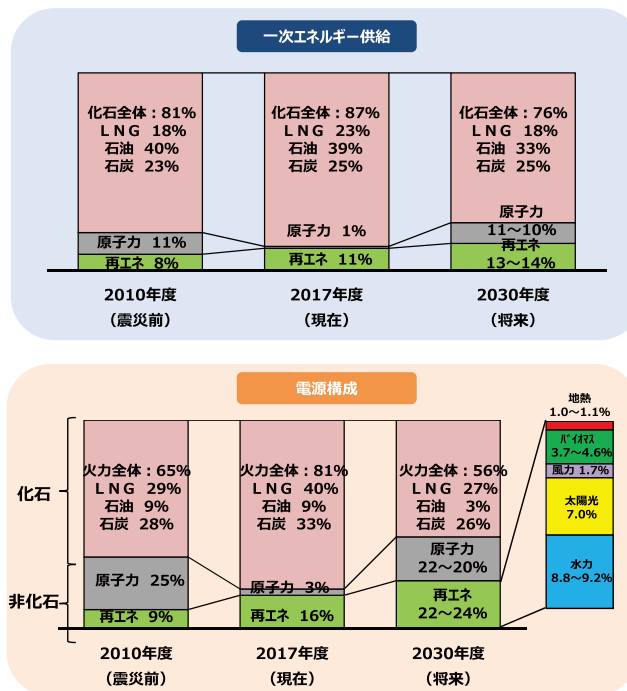 一次エネルギー供給
化石全体：81%
ＬＮＧ 18%
石油 40%
石炭 23%
原子力 11%
再エネ 8%
2010年度
（震災前）
化石全体：87%
ＬＮＧ 23%
石油 39%
石炭 25%
原子力 1%
再エネ 11%
2017年度
（現在）
化石全体：76%
ＬＮＧ 18%
石油 33%
石炭 25%
原子力
11～10%
再エネ
13～14%
2030年度
（将来）
電源構成
化石
非化石
火力全体：65%
ＬＮＧ 29%
石油 9%
石炭 28%
原子力 25%
再エネ 9%
2010年度
（震災前）
火力全体：81%
ＬＮＧ 40%
石油 9%
石炭 33%
原子力 3%
再エネ 16%
2017年度
（現在）
火力全体：56%
ＬＮＧ 27%
石油 3%
石炭 26%
原子力
22～20%
再エネ
22～24%
2030年度
（将来）
地熱
1.0～1.1%
ﾊﾞｲｵﾏｽ
3.7～4.6%
風力 1.7%
太陽光
7.0%
水力
8.8～9.2%